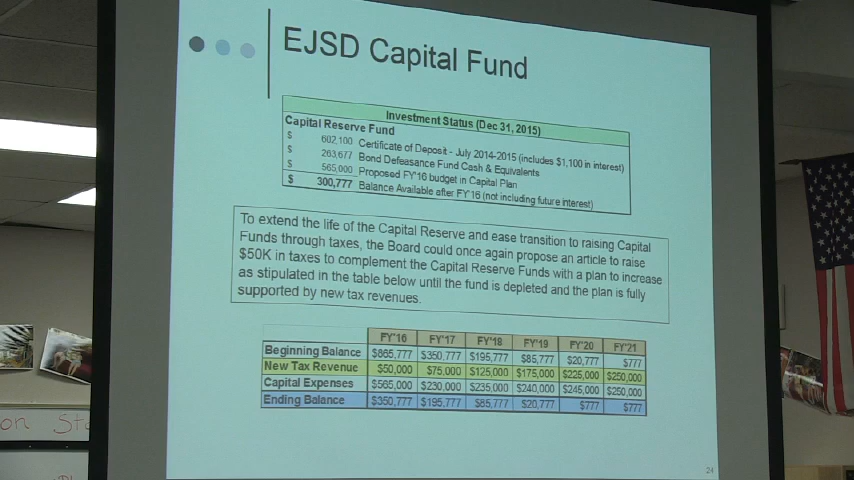 EJSD Capital Fund
Investment Status (Dec 31, 2015)
Capital Reserve Fund
$ 602,100 Certificate of Deposit - July 2014-2015 (includes $1,100 in interest)
$ 263,677 Bond Defeasance Fund Cash & Equivalents
$ 565,000 Proposed FY'16 budget in Capital Plan
$ 300,777 Balance Available after FY'16 (not including future interest)
To extend the life of the Capital Reserve and ease transition to raising Capital
Funds through taxes, the Board could once again propose an article to raise
$50K in taxes to complement the Capital Reserve Funds with a plan to increase
as stipulated in the table below until the fund is depleted and the plan is fully
supported by new tax revenues.
FY'16 FY'17 FY'18 FY'19 FY'20 FY'21
Beginning Balance $865,777 $350,777 $195,777 $85,777 $20,777 $777
New Tax Revenue $50,000 $75,000 $125,000 $175,000 $225,000 $250,000
Capital Expenses $565,000 $230,000 $235,000 $240,000 $245,000 $250,000
Ending Balance $350,777 $195,777 $85,777 $20,777 $777 $777
24